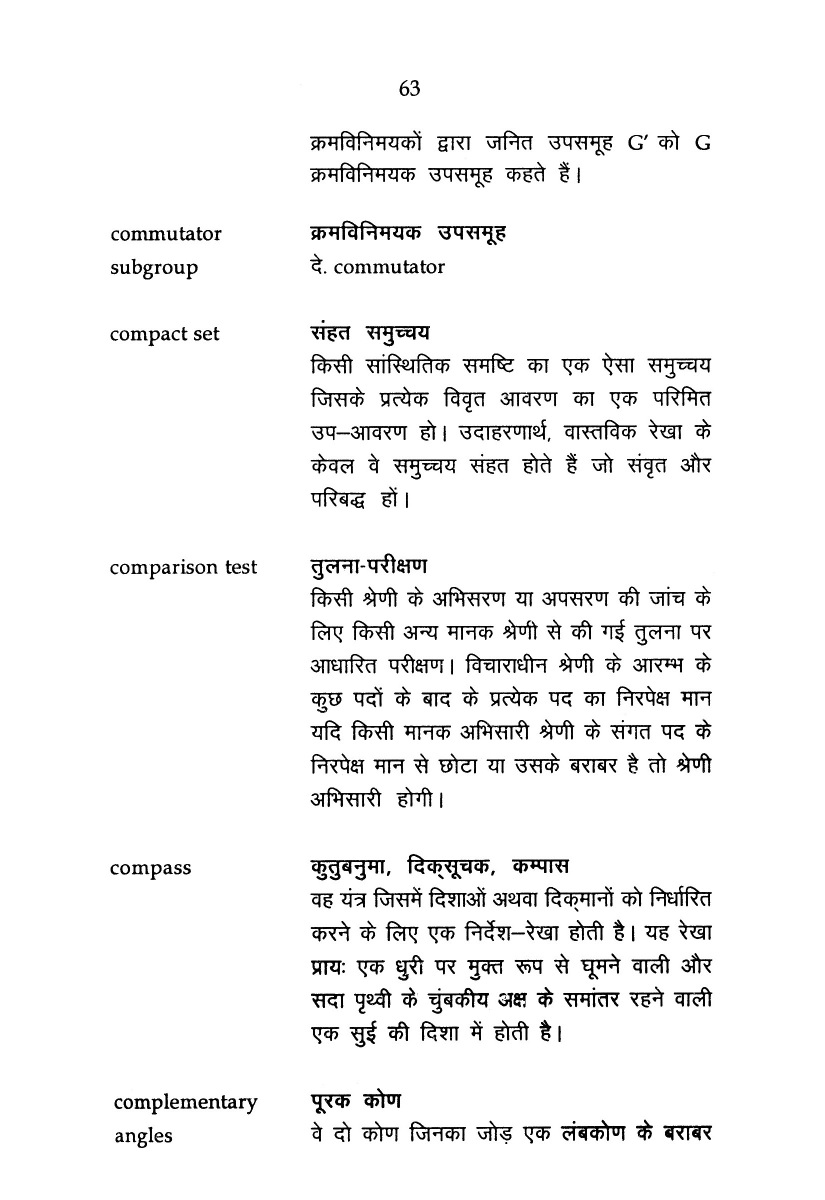 63
क्रमविनिमयकों द्वारा जनित उपसमूह G′ को G
क्रमविनिमयक उपसमूह कहते हैं।
commutator क्रमविनिमयक उपसमूह
subgroup दे. commutator
compact set संहत समुच्चय
किसी सांस्थितिक समष्टि का एक ऐसा समुच्चय
जिसके प्रत्येक विवृत आवरण का एक परिमित
उप–आवरण हो। उदाहरणार्थ, वास्तविक रेखा के
केवल वे समुच्चय संहत होते हैं जो संवृत और
परिबद्ध हों।
comparison test तुलना-परीक्षण
किसी श्रेणी के अभिसरण या अपसरण की जांच के
लिए किसी अन्य मानक श्रेणी से की गई तुलना पर
आधारित परीक्षण। विचाराधीन श्रेणी के आरम्भ के
कुछ पदों के बाद के प्रत्येक पद का निरपेक्ष मान
यदि किसी मानक अभिसारी श्रेणी के संगत पद के
निरपेक्ष मान से छोटा या उसके बराबर है तो श्रेणी
अभिसारी होगी।
compass कुतुबनुमा, दिक्‌सूचक, कम्पास
वह यंत्र जिसमें दिशाओं अथवा दिक्‌मानों को निर्धारित
करने के लिए एक निर्देश–रेखा होती है। यह रेखा
प्रायः एक धुरी पर मुक्त रूप से घूमने वाली और
सदा पृथ्वी के चुंबकीय अक्ष के समांतर रहने वाली
एक सुई की दिशा में होती है।
complementary पूरक कोण
angles वे दो कोण जिनका जोड़ एक लंबकोण के बराबर